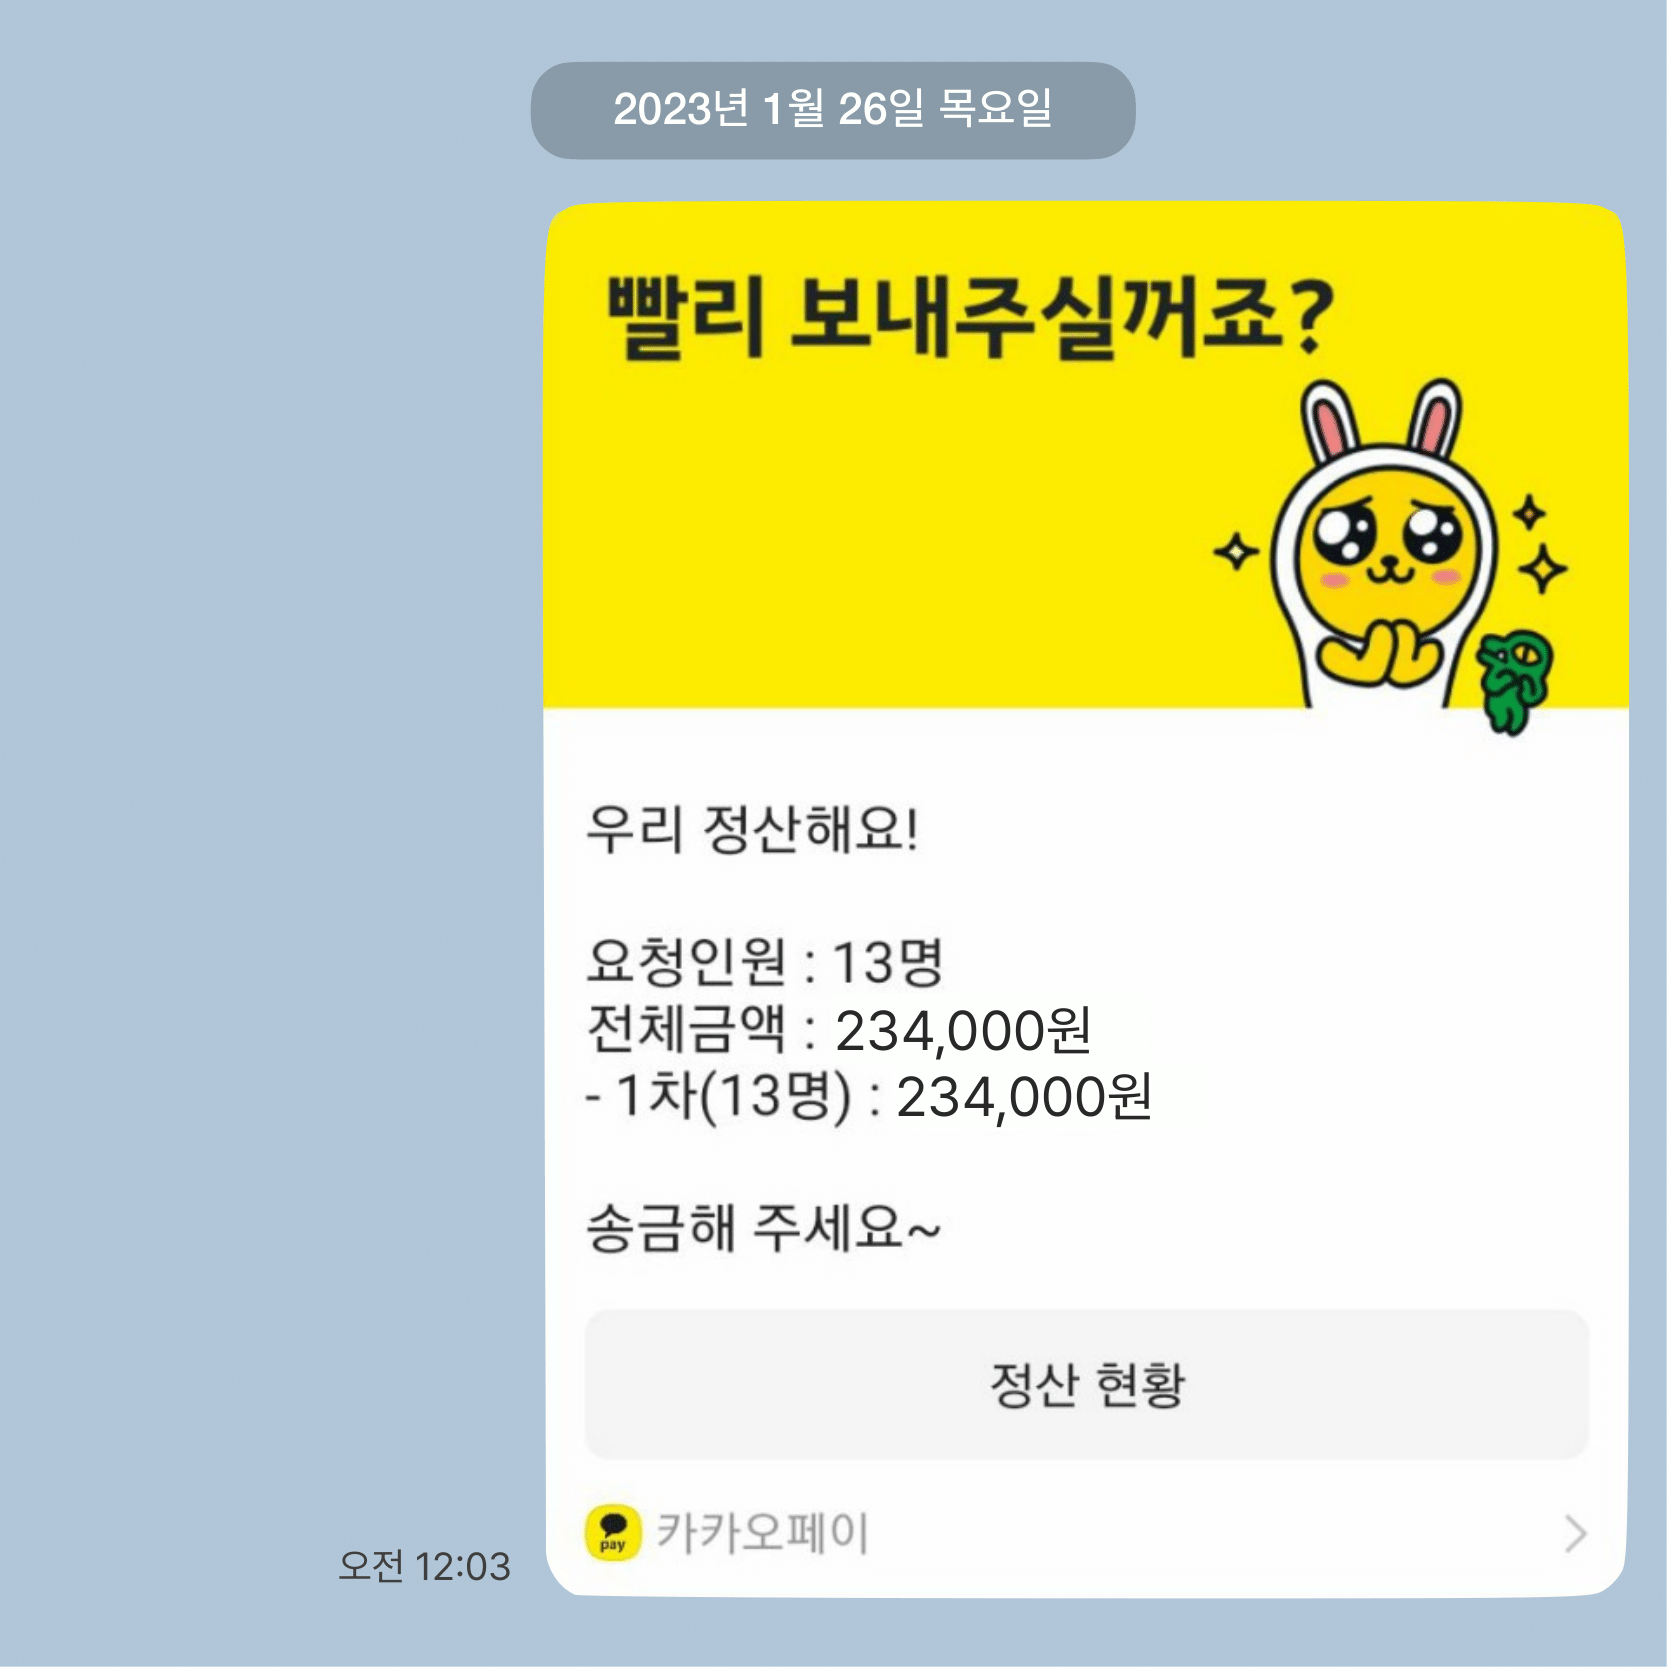 2023년 1월 26일 목요일
빨리 보내주실꺼죠?
우리 정산해요!
요청인원 : 13명
전체금액 : 234,000원
- 1차(13명) : 234,000원
송금해 주세요~
정산 현황
pay 카카오페이
오전 12:03